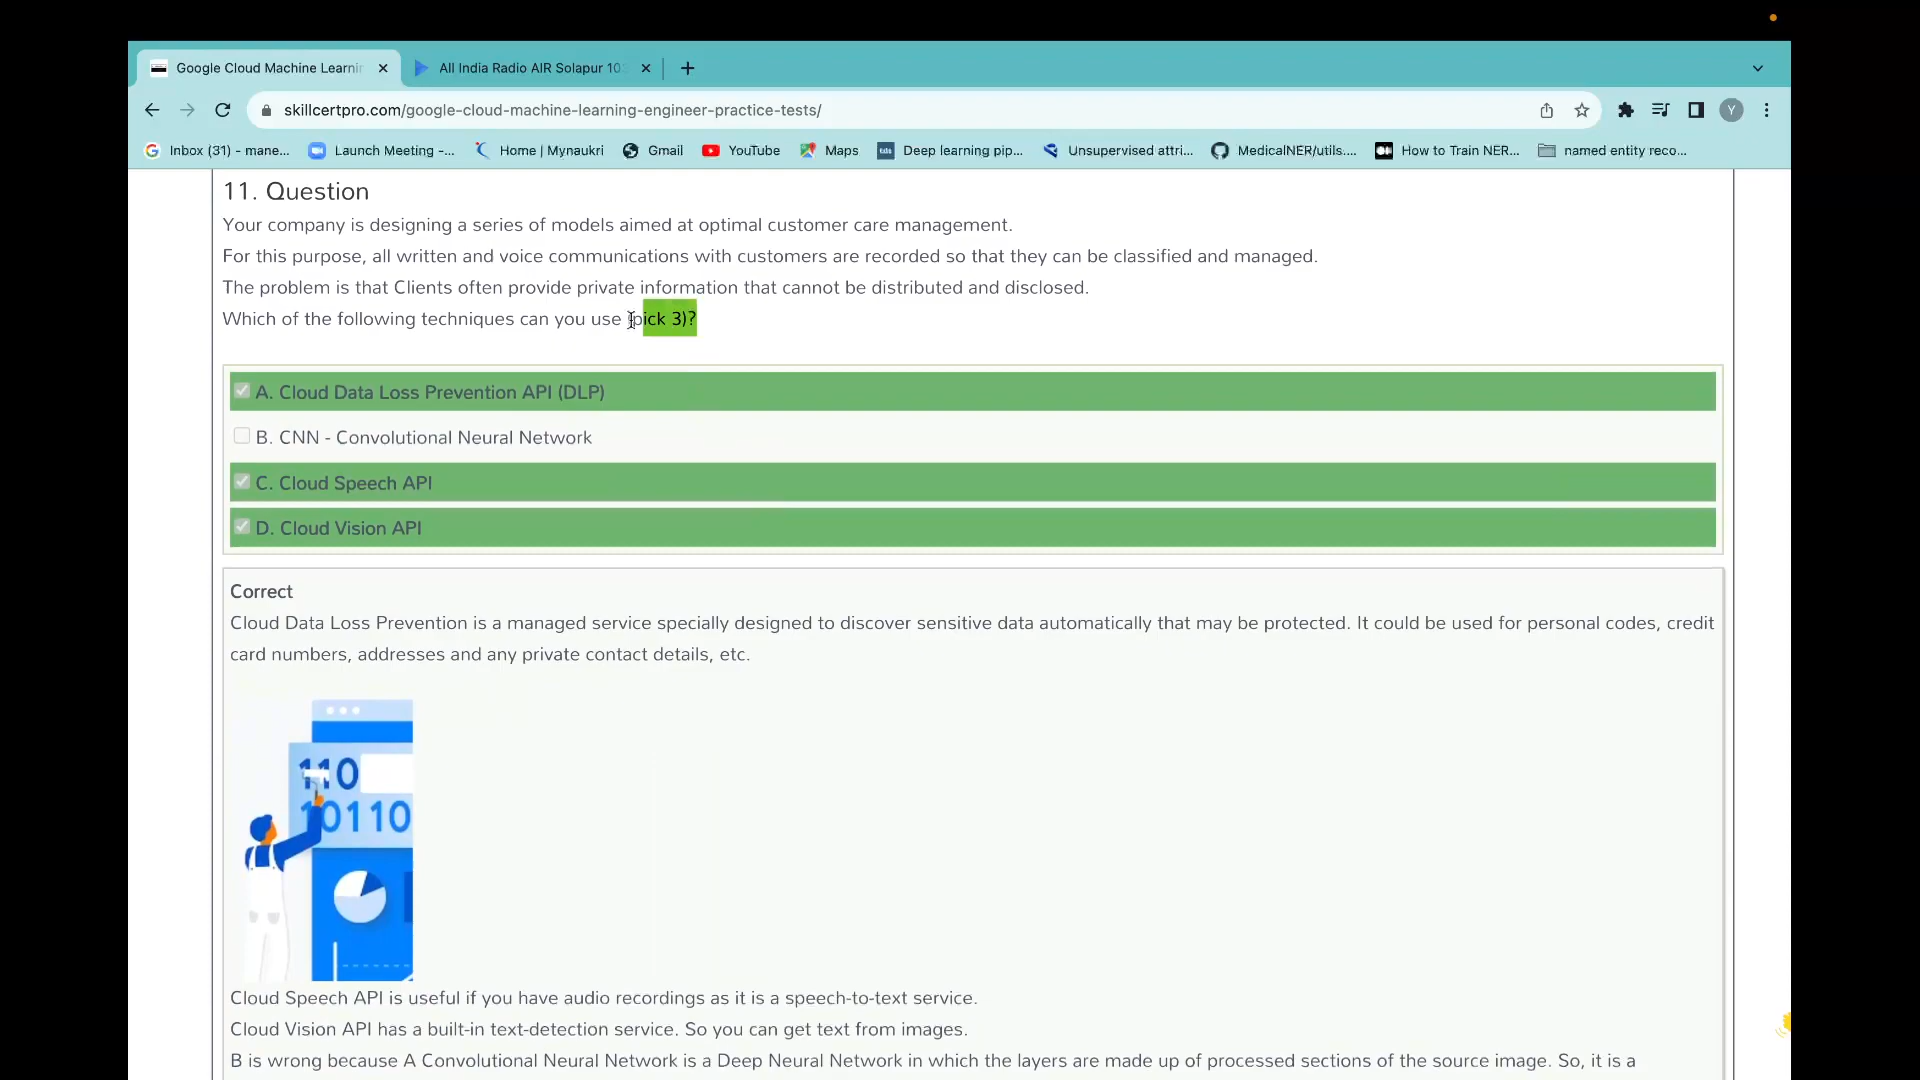 Google Cloud Machine Learnin
All India Radio AIR Solapur 103
skillcertpro.com/google-cloud-machine-learning-engineer-practice-tests/
Y
Inbox (31) - mane...
Launch Meeting -...
Home | Mynaukri
Gmail
YouTube
Maps
Deep learning pip...
Unsupervised attri...
MedicalNER/utils....
How to Train NER...
named entity reco...
11. Question
Your company is designing a series of models aimed at optimal customer care management.
For this purpose, all written and voice communications with customers are recorded so that they can be classified and managed.
The problem is that Clients often provide private information that cannot be distributed and disclosed.
Which of the following techniques can you use (pick 3)?
A. Cloud Data Loss Prevention API (DLP)
B. CNN - Convolutional Neural Network
C. Cloud Speech API
D. Cloud Vision API
Correct
Cloud Data Loss Prevention is a managed service specially designed to discover sensitive data automatically that may be protected. It could be used for personal codes, credit
card numbers, addresses and any private contact details, etc.
110
10110
Cloud Speech API is useful if you have audio recordings as it is a speech-to-text service.
Cloud Vision API has a built-in text-detection service. So you can get text from images.
B is wrong because A Convolutional Neural Network is a Deep Neural Network in which the layers are made up of processed sections of the source image. So, it is a